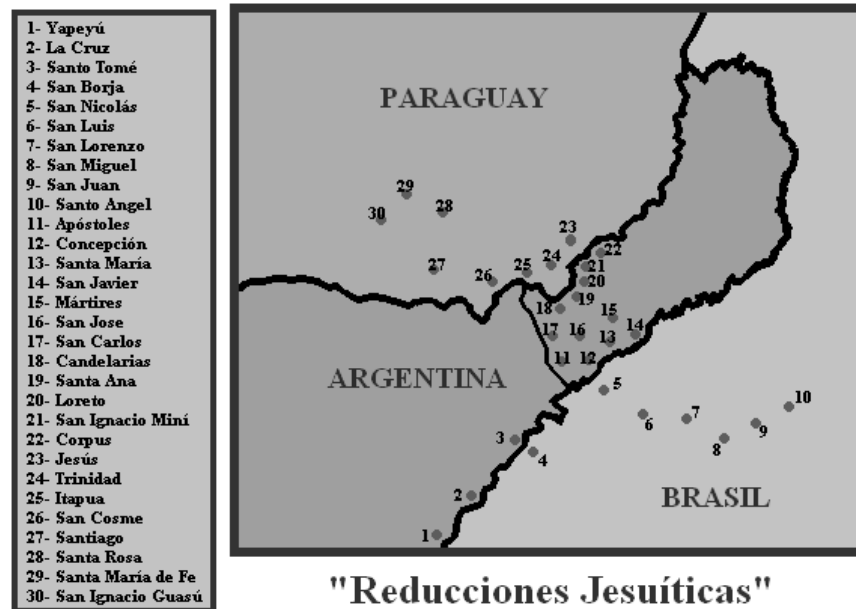 1- Yapeyú
2- La Cruz
3- Santo Tomé
4- San Borja
5- San Nicolás
6- San Luis
7- San Lorenzo
8- San Miguel
9- San Juan
10- Santo Angel
11- Apóstoles
12- Concepción
13- Santa María
14- San Javier
15- Mártires
16- San Jose
17- San Carlos
18- Candelarias
19- Santa Ana
20- Loreto
21- San Ignacio Miní
22- Corpus
23- Jesús
24- Trinidad
25- Itapua
26- San Cosme
27- Santiago
28- Santa Rosa
29- Santa María de Fe
30- San Ignacio Guasú
PARAGUAY
29
30
28
23
22
24
21
27
25
26
20
19
18
15
17
16
14
13
11
12
ARGENTINA
5
10
6
7
9
3
8
4
2
BRASIL
1
"Reducciones Jesuíticas"